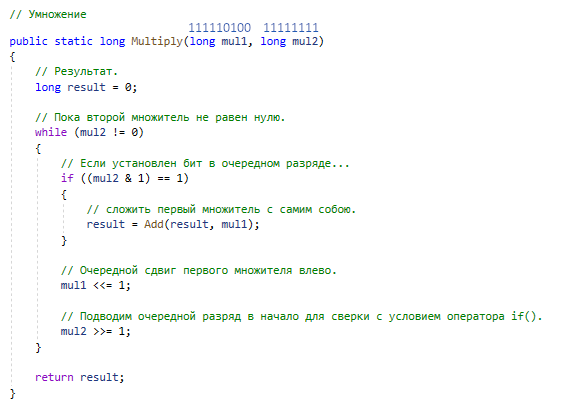 // Умножение
111110100 11111111
public static long Multiply(long mul1, long mul2)
{
// Результат.
long result = 0;
// Пока второй множитель не равен нулю.
while (mul2 != 0)
{
// Если установлен бит в очередном разряде...
if ((mul2 & 1) == 1)
{
// сложить первый множитель с самим собою.
result = Add(result, mul1);
}
// Очередной сдвиг первого множителя влево.
mul1 <<= 1;
// Подводим очередной разряд в начало для сверки с условием оператора if().
mul2 >>= 1;
}
return result;
}